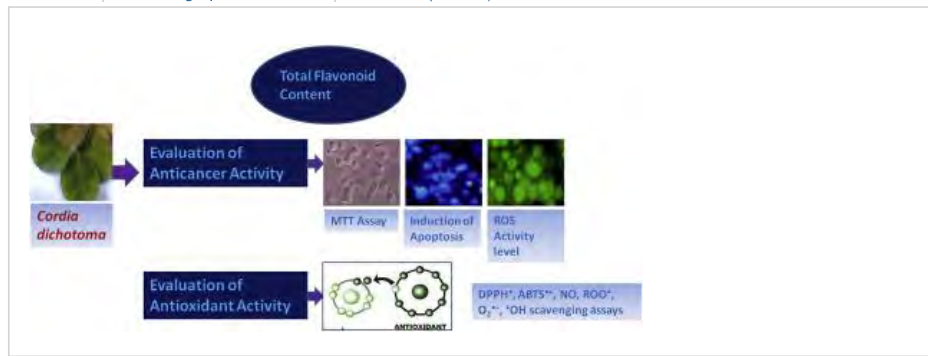 Total Flavonoid
Content
Evaluation of
Anticancer Activity
Cordia
dichotoma
MTT Assay
Induction of
Apoptosis
ROS
Activity
level
Evaluation of
Antioxidant Activity
ANTIOXIDANT
DPPH•, ABTS•+, NO, ROO•,
O₂•−, •OH scavenging assays